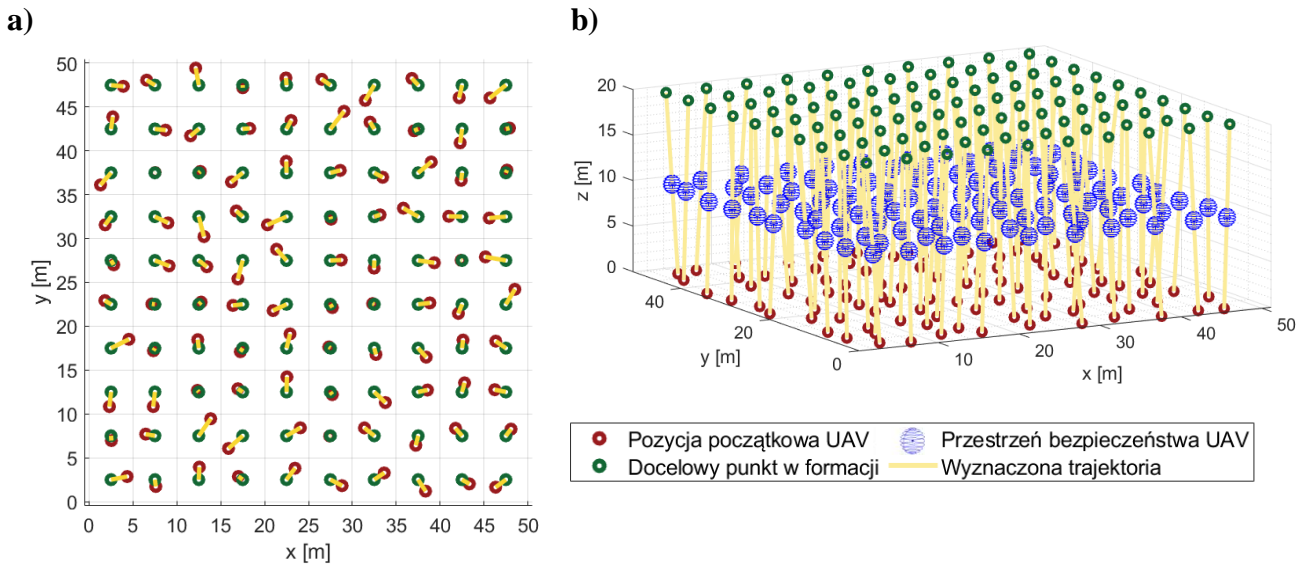 a)
50
45
40
35
30
25
20
15
10
5
0
y [m]
0 5 10 15 20 25 30 35 40 45 50
x [m]
b)
20
15
10
5
0
z [m]
40
20
0
y [m]
10 20 30 40 50
x [m]
Pozycja początkowa UAV
Przestrzeń bezpieczeństwa UAV
Docelowy punkt w formacji
Wyznaczona trajektoria